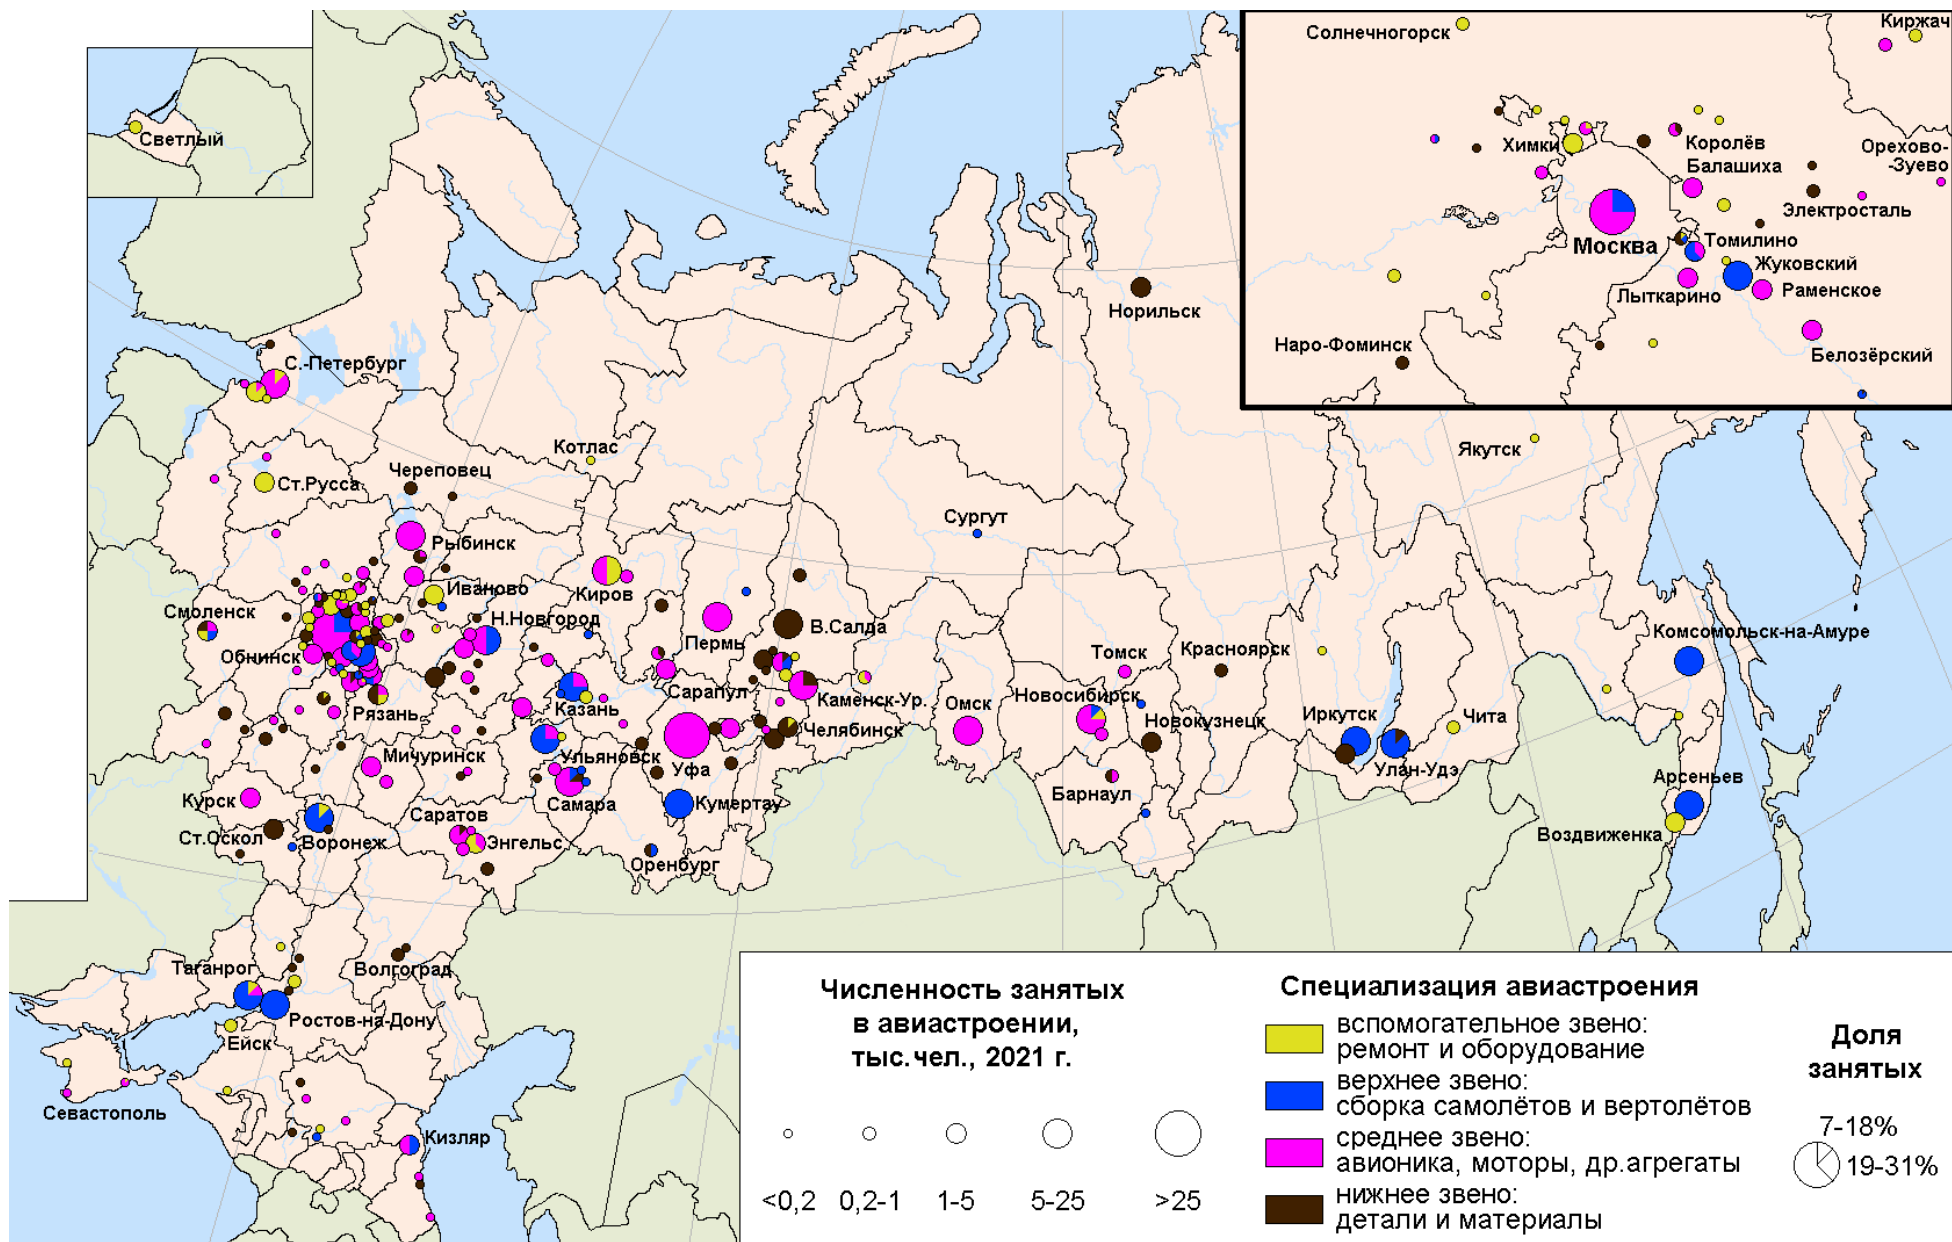 Светлый
Солнечногорск
Киржач
Химки
Королёв
Балашиха
Орехово-
-Зуево
Электросталь
Москва
Томилино
Жуковский
Лыткарино
Раменское
Наро-Фоминск
Белозёрский
Норильск
С.-Петербург
Котлас
Якутск
Череповец
Ст.Русса
Сургут
Рыбинск
Иваново
Киров
Смоленск
Н.Новгород
В.Салда
Комсомольск-на-Амуре
Пермь
Обнинск
Томск
Красноярск
Сарапул
Каменск-Ур.
Новосибирск
Рязань
Казань
Омск
Иркутск
Чита
Новокузнецк
Челябинск
Мичуринск
Ульяновск
Уфа
Улан-Удэ
Арсеньев
Курск
Самара
Кумертау
Барнаул
Саратов
Ст.Оскол
Воронеж
Энгельс
Воздвиженка
Оренбург
Таганрог
Волгоград
Ростов-на-Дону
Ейск
Севастополь
Кизляр
Численность занятых
в авиастроении,
тыс.чел., 2021 г.
<0,2
0,2-1
1-5
5-25
>25
Специализация авиастроения
вспомогательное звено:
ремонт и оборудование
верхнее звено:
сборка самолётов и вертолётов
среднее звено:
авионика, моторы, др.агрегаты
нижнее звено:
детали и материалы
Доля
занятых
7-18%
19-31%